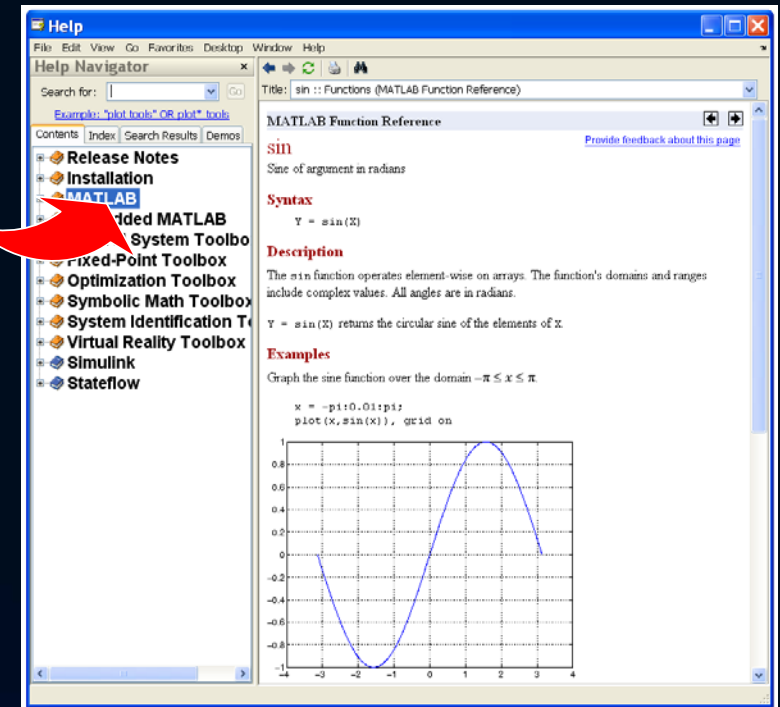 Help
File Edit View Go Favorites Desktop Window Help
Help Navigator
Search for: Go
Example: "plot tools" OR plot* tools
Contents Index Search Results Demos
Release Notes
Installation
MATLAB
dded MATLAB
System Toolbo
Fixed-Point Toolbox
Optimization Toolbox
Symbolic Math Toolbox
System Identification T
Virtual Reality Toolbox
Simulink
Stateflow
Title: sin :: Functions (MATLAB Function Reference)
MATLAB Function Reference
Provide feedback about this page
sin
Sine of argument in radians
Syntax
Y = sin(X)
Description
The sin function operates element-wise on arrays. The function's domains and ranges
include complex values. All angles are in radians.
Y = sin(X) returns the circular sine of the elements of X.
Examples
Graph the sine function over the domain −π ≤ x ≤ π.
x = -pi:0.01:pi;
plot(x,sin(x)), grid on
1
0.8
0.6
0.4
0.2
0
-0.2
-0.4
-0.6
-0.8
-1
-4 -3 -2 -1 0 1 2 3 4